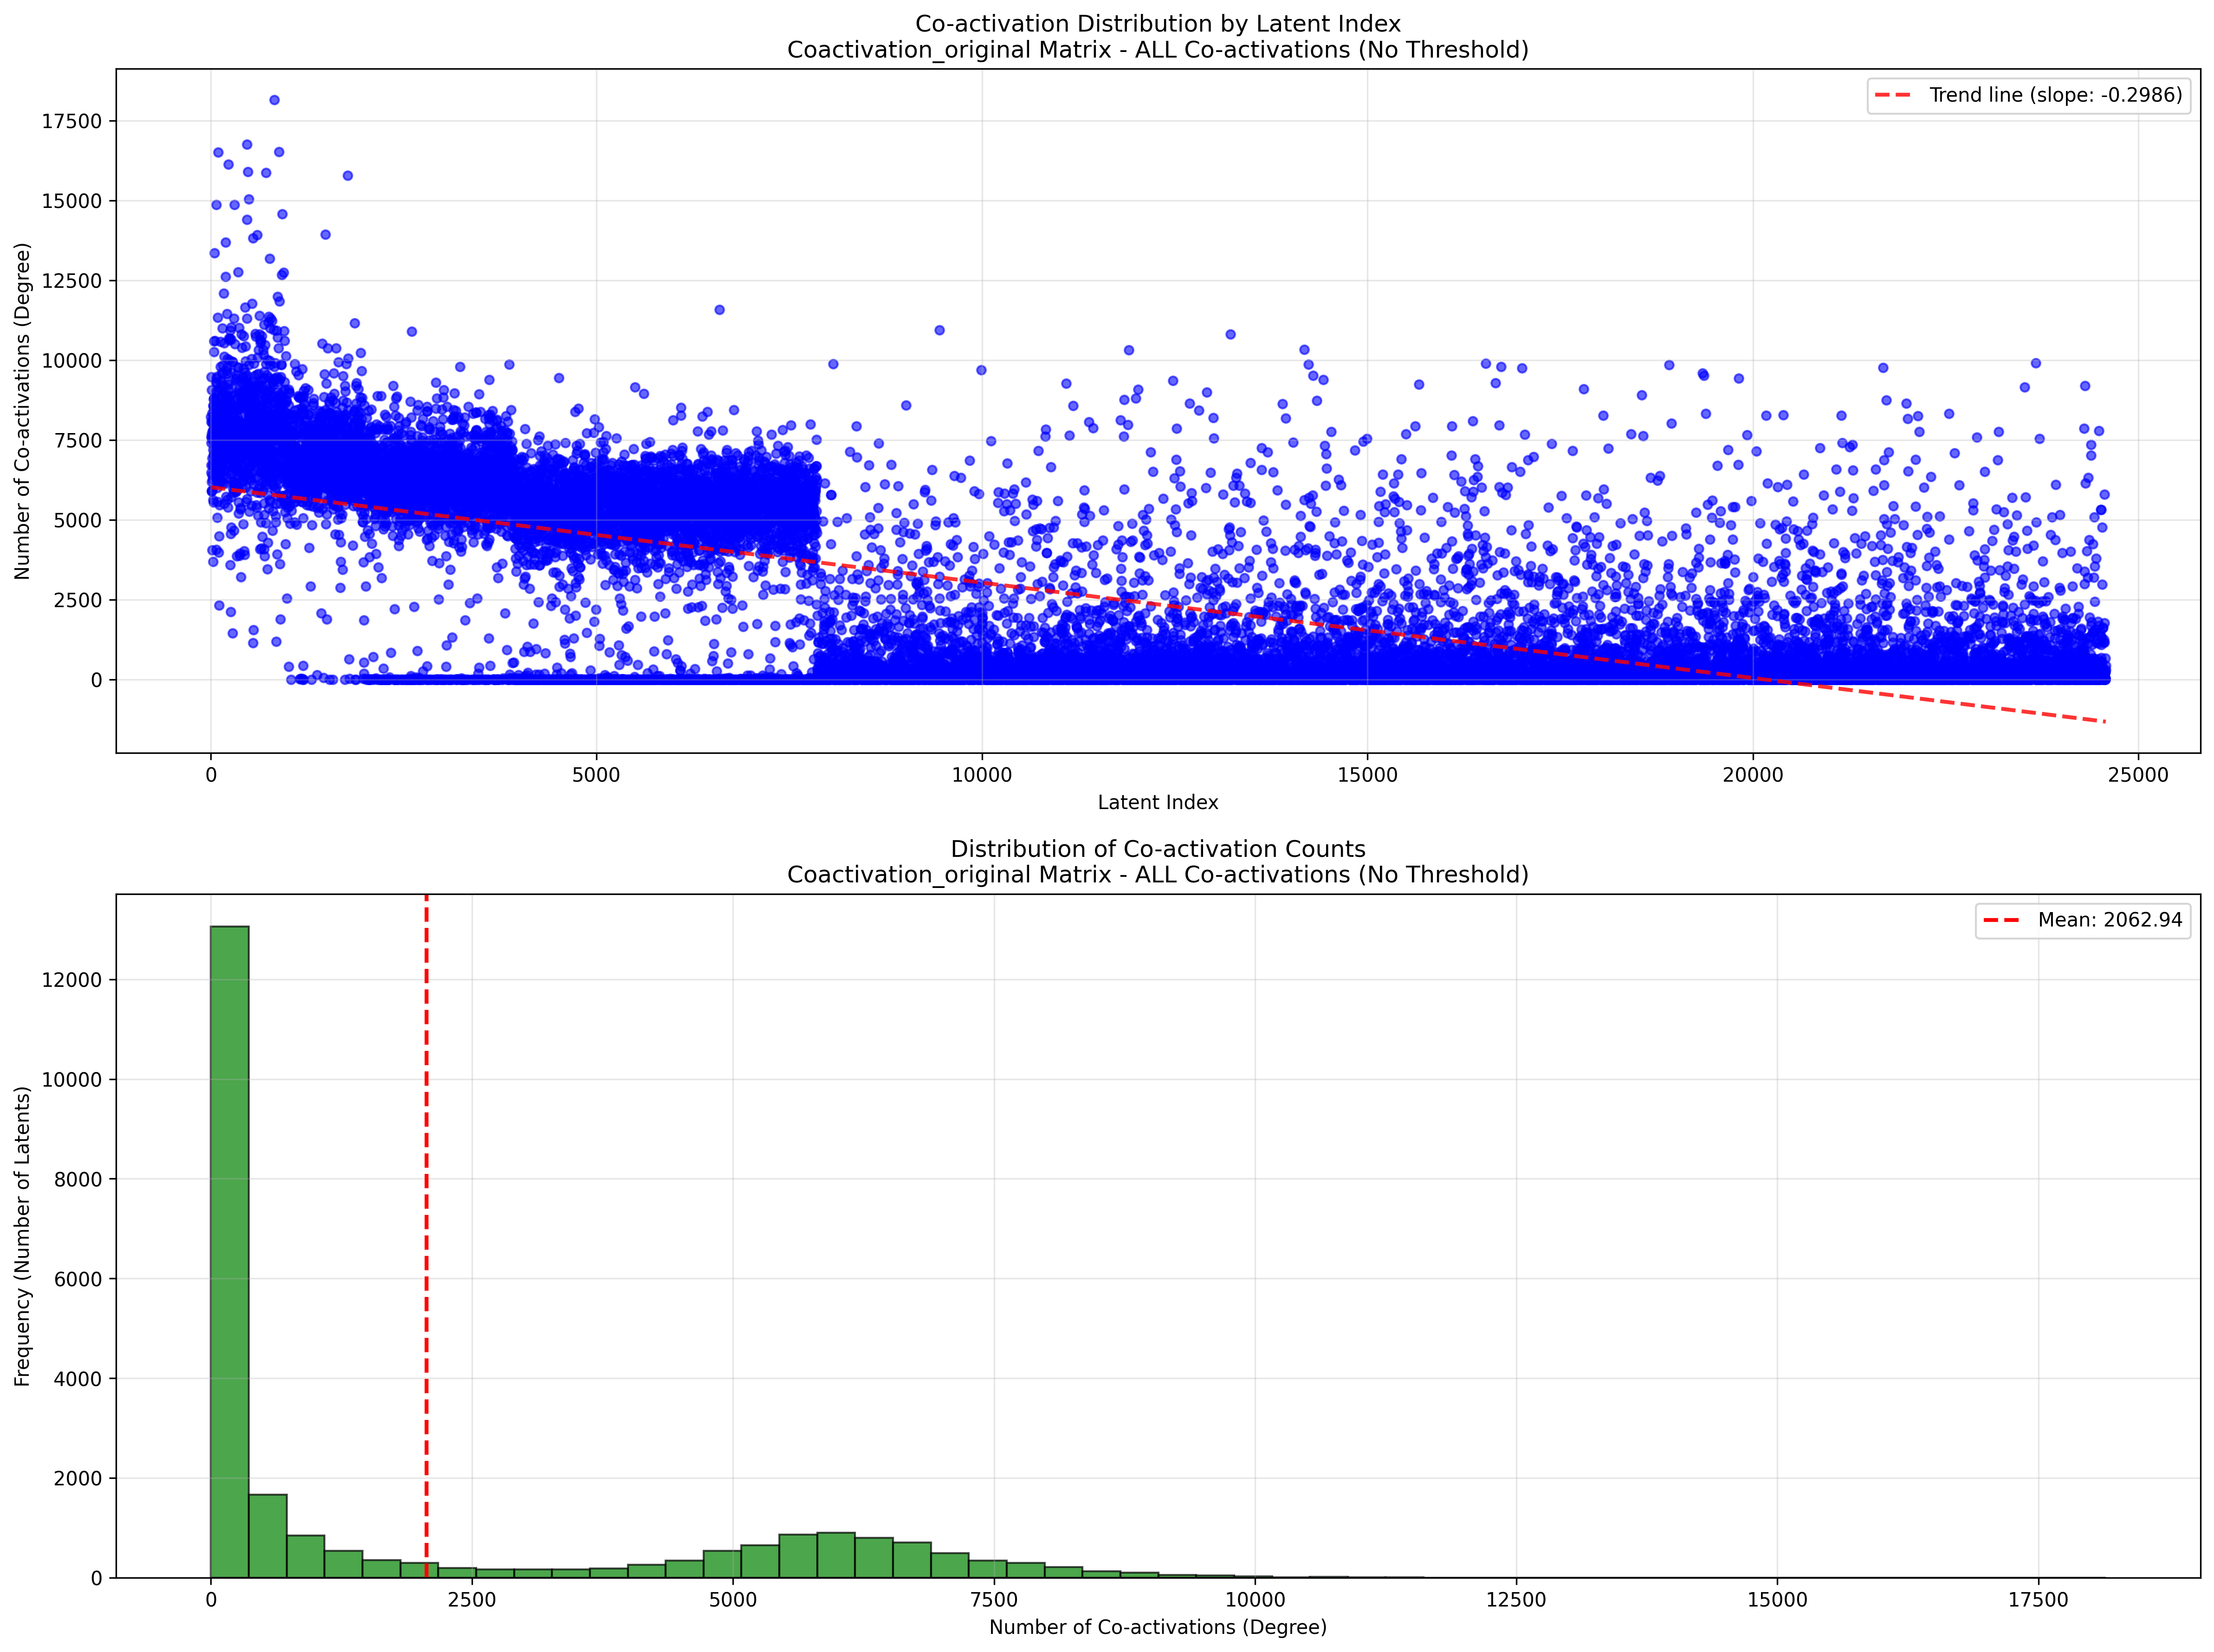 Co-activation Distribution by Latent Index
Coactivation_original Matrix - ALL Co-activations (No Threshold)
Trend line (slope: -0.2986)
Number of Co-activations (Degree)
17500
15000
12500
10000
7500
5000
2500
0
0
5000
10000
15000
20000
25000
Latent Index
Distribution of Co-activation Counts
Coactivation_original Matrix - ALL Co-activations (No Threshold)
Mean: 2062.94
Frequency (Number of Latents)
12000
10000
8000
6000
4000
2000
0
0
2500
5000
7500
10000
12500
15000
17500
Number of Co-activations (Degree)